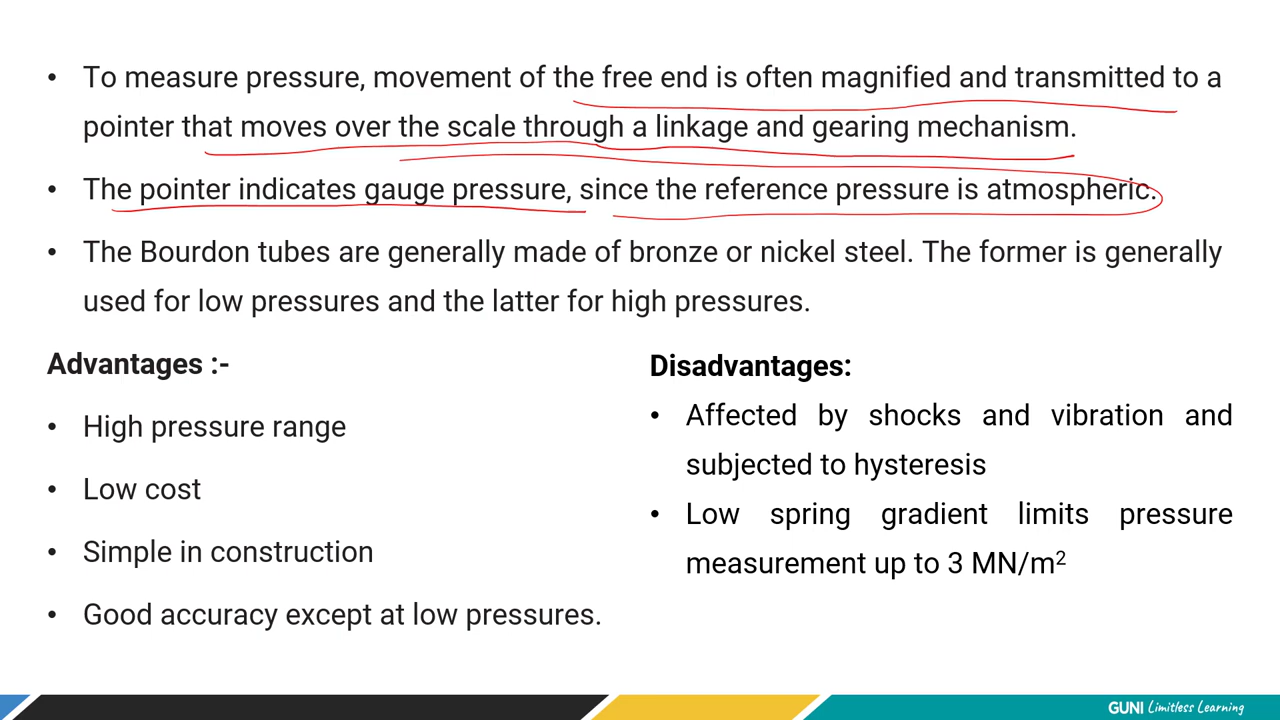 • To measure pressure, movement of the free end is often magnified and transmitted to a
pointer that moves over the scale through a linkage and gearing mechanism.
• The pointer indicates gauge pressure, since the reference pressure is atmospheric.
• The Bourdon tubes are generally made of bronze or nickel steel. The former is generally
used for low pressures and the latter for high pressures.
Advantages :-
• High pressure range
• Low cost
• Simple in construction
• Good accuracy except at low pressures.
Disadvantages:
• Affected by shocks and vibration and
subjected to hysteresis
• Low spring gradient limits pressure
measurement up to 3 MN/m²
GUNI Limitless Learning